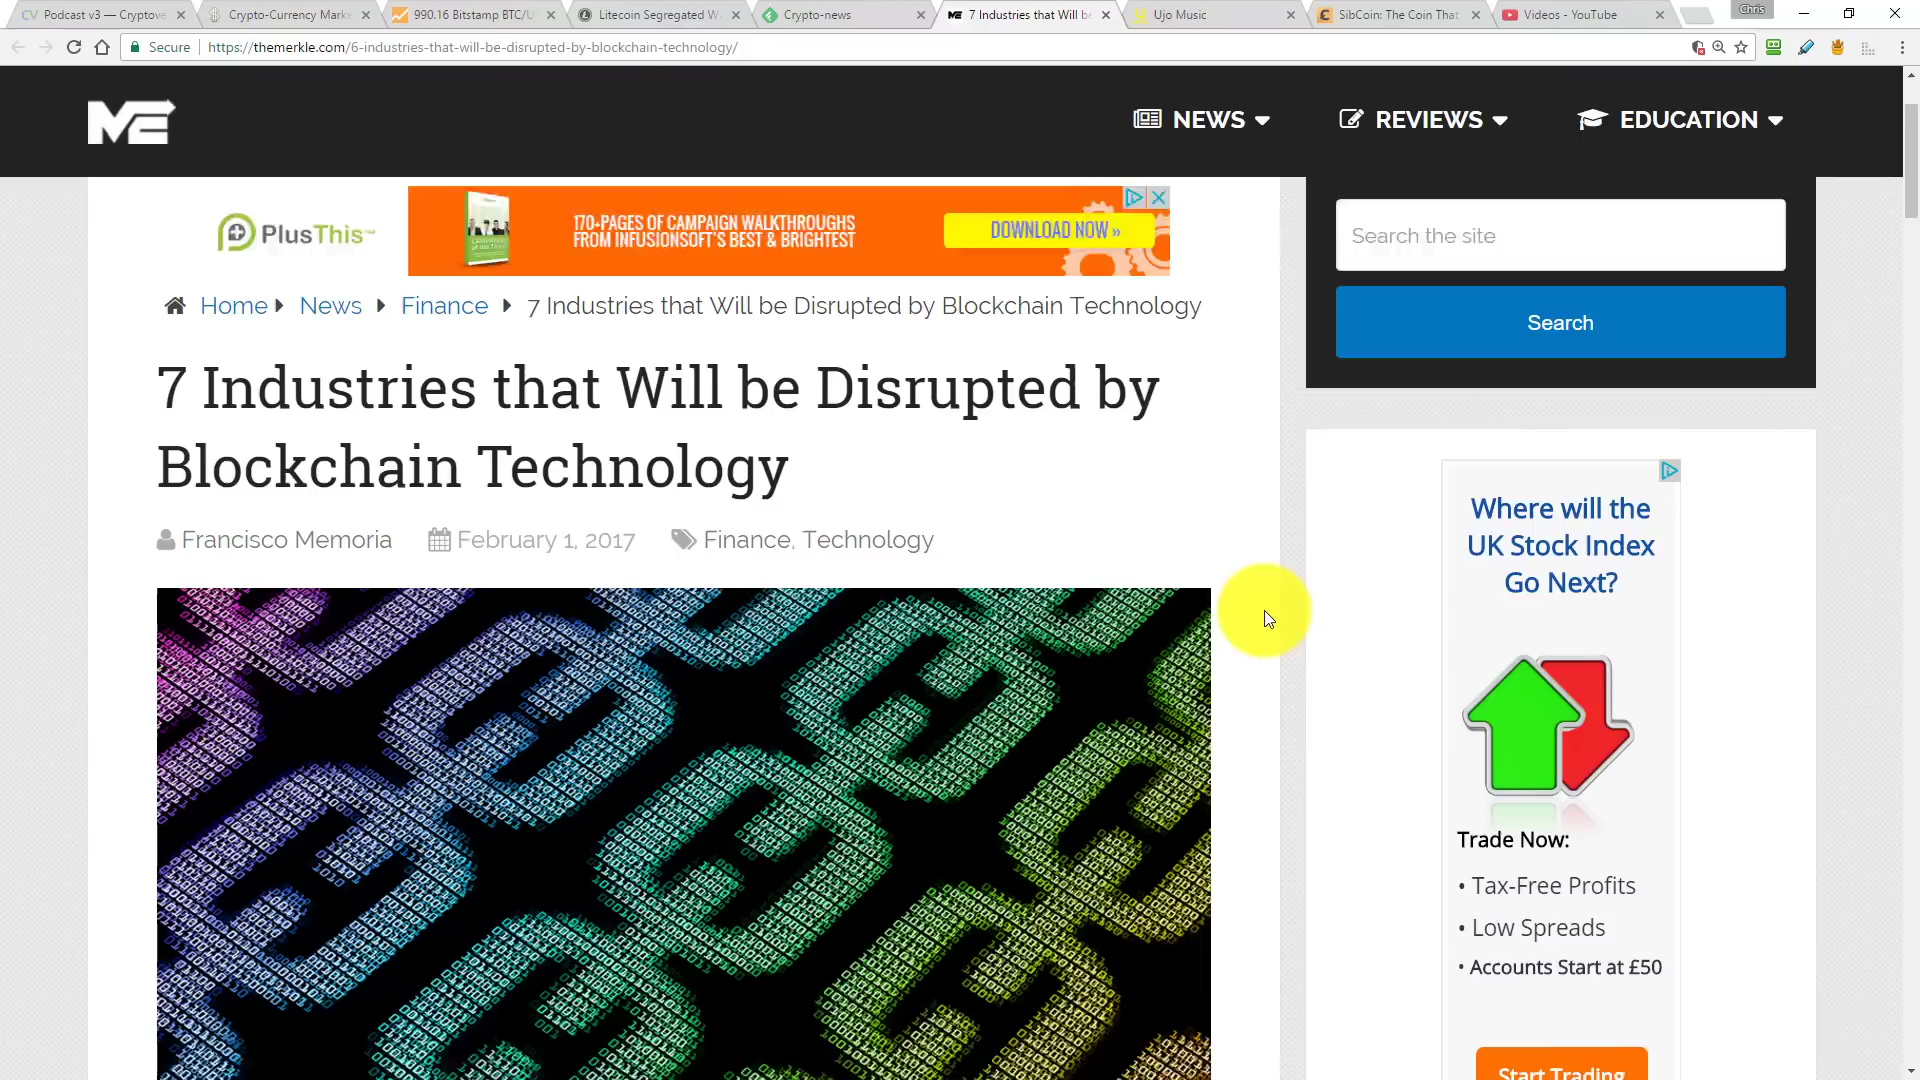 CV Podcast v3 — Cryptove
Crypto-Currency Marke
990.16 Bitstamp BTC/U
Litecoin Segregated W
Crypto-news
7 Industries that Will be
Ujo Music
SibCoin: The Coin That
Videos - YouTube
Chris
Secure
https://themerkle.com/6-industries-that-will-be-disrupted-by-blockchain-technology/
ME
NEWS
REVIEWS
EDUCATION
PlusThis™
170+PAGES OF CAMPAIGN WALKTHROUGHS
FROM INFUSIONSOFT'S BEST & BRIGHTEST
DOWNLOAD NOW »
Search the site
Search
Home
News
Finance
7 Industries that Will be Disrupted by Blockchain Technology
7 Industries that Will be Disrupted by
Blockchain Technology
Francisco Memoria
February 1, 2017
Finance, Technology
Where will the
UK Stock Index
Go Next?
Trade Now:
• Tax-Free Profits
• Low Spreads
• Accounts Start at £50
Start Trading